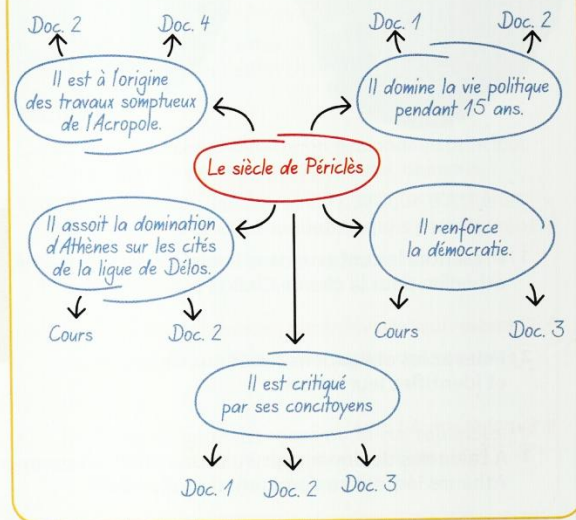 Doc. 2
Doc. 4
Il est à l'origine
des travaux somptueux
de l'Acropole.
Doc. 1
Doc. 2
Il domine la vie politique
pendant 15 ans.
Le siècle de Périclès
Il assoit la domination
d'Athènes sur les cités
de la ligue de Délos.
Cours
Doc. 2
Il renforce
la démocratie.
Cours
Doc. 3
Il est critiqué
par ses concitoyens
Doc. 1
Doc. 2
Doc. 3